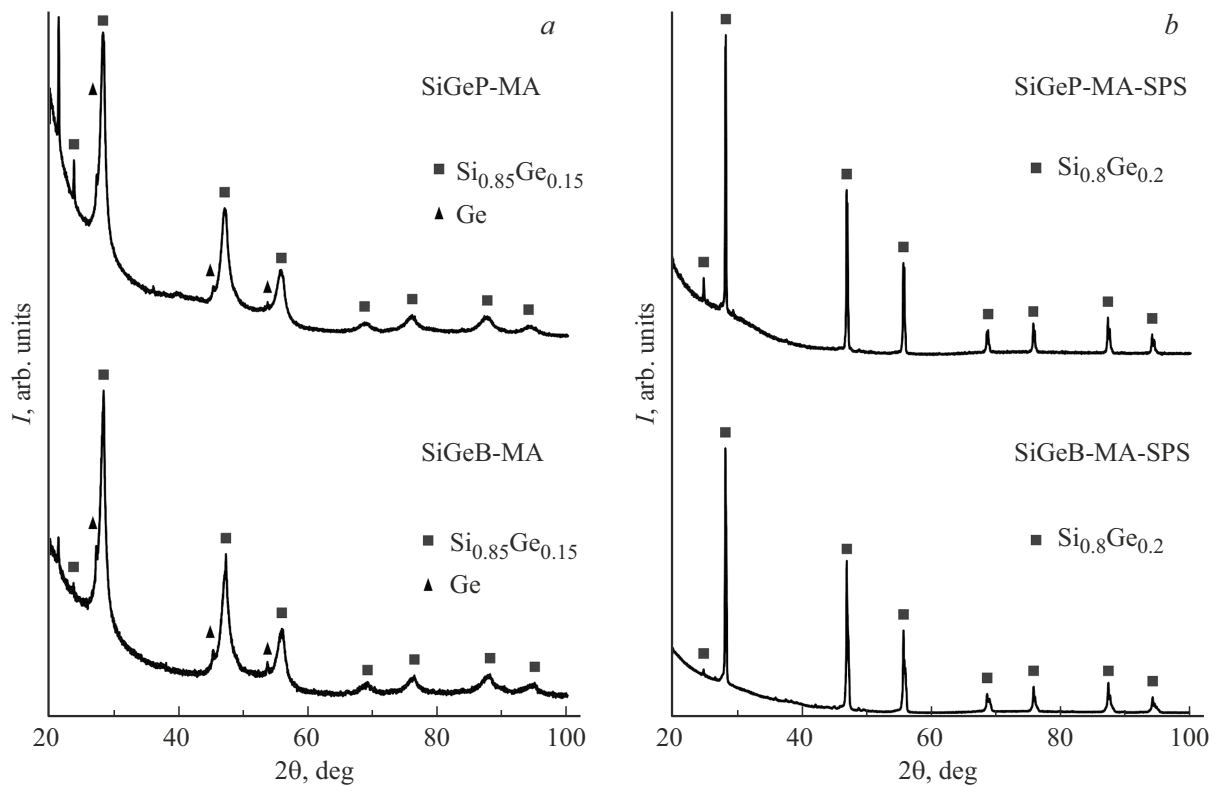 a
SiGeP-MA
■ Si₀.₈₅Ge₀.₁₅
▲ Ge
SiGeB-MA
■ Si₀.₈₅Ge₀.₁₅
▲ Ge
I, arb. units
20 40 60 80 100
2θ, deg
b
SiGeP-MA-SPS
■ Si₀.₈Ge₀.₂
SiGeB-MA-SPS
■ Si₀.₈Ge₀.₂
I, arb. units
20 40 60 80 100
2θ, deg